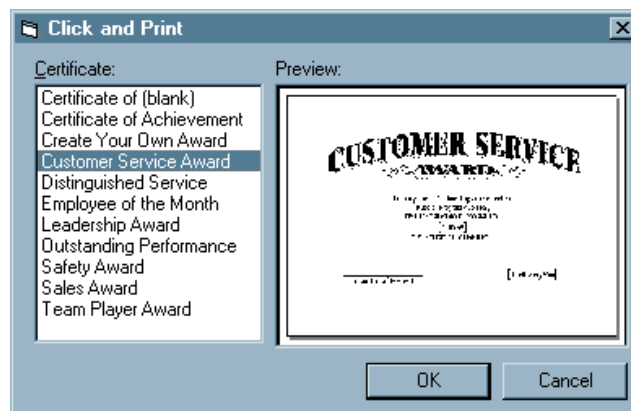 Click and Print
Certificate:
Preview:
Certificate of (blank)
Certificate of Achievement
Create Your Own Award
Customer Service Award
Distinguished Service
Employee of the Month
Leadership Award
Outstanding Performance
Safety Award
Sales Award
Team Player Award
CUSTOMER SERVICE
AWARD
OK
Cancel